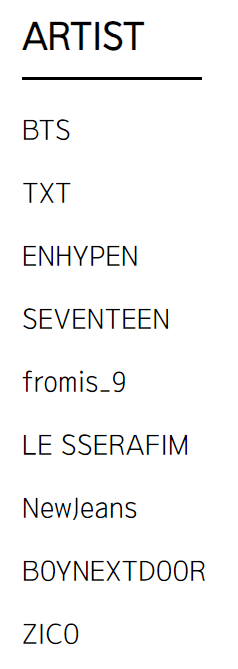 ARTIST
BTS
TXT
ENHYPEN
SEVENTEEN
fromis_9
LE SSERAFIM
NewJeans
BOYNEXTDOOR
ZICO